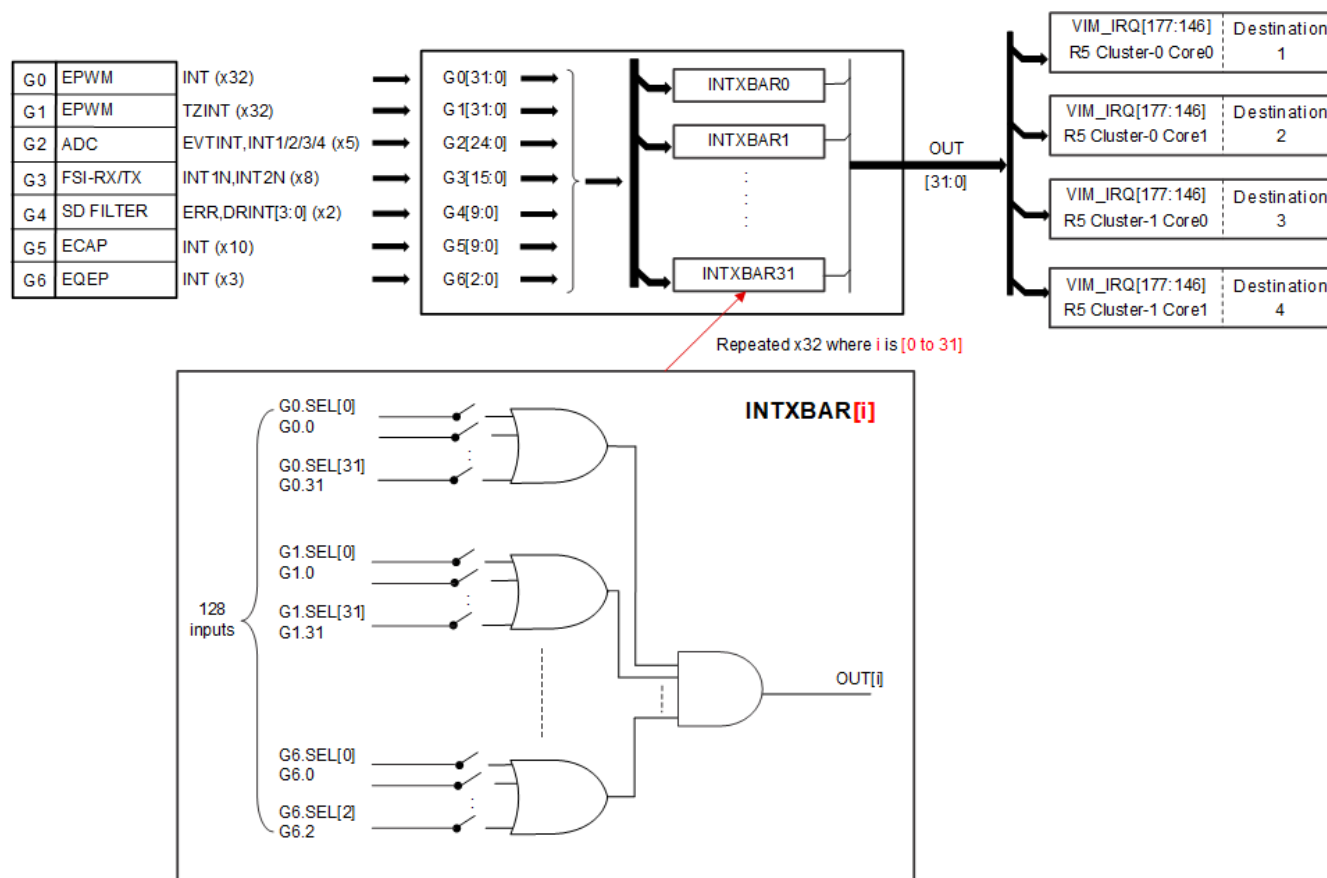 G0 EPWM INT (x32)
G1 EPWM TZINT (x32)
G2 ADC EVTINT,INT1/2/3/4 (x5)
G3 FSI-RX/TX INT1N,INT2N (x8)
G4 SD FILTER ERR,DRINT[3:0] (x2)
G5 ECAP INT (x10)
G6 EQEP INT (x3)
G0[31:0]
G1[31:0]
G2[24:0]
G3[15:0]
G4[9:0]
G5[9:0]
G6[2:0]
INTXBAR0
INTXBAR1
INTXBAR31
OUT
[31:0]
VIM_IRQ[177:146]
R5 Cluster-0 Core0
Destination
1
VIM_IRQ[177:146]
R5 Cluster-0 Core1
Destination
2
VIM_IRQ[177:146]
R5 Cluster-1 Core0
Destination
3
VIM_IRQ[177:146]
R5 Cluster-1 Core1
Destination
4
Repeated x32 where i is [0 to 31]
INTXBAR[i]
128
inputs
G0.SEL[0]
G0.0
G0.SEL[31]
G0.31
G1.SEL[0]
G1.0
G1.SEL[31]
G1.31
G6.SEL[0]
G6.0
G6.SEL[2]
G6.2
OUT[i]